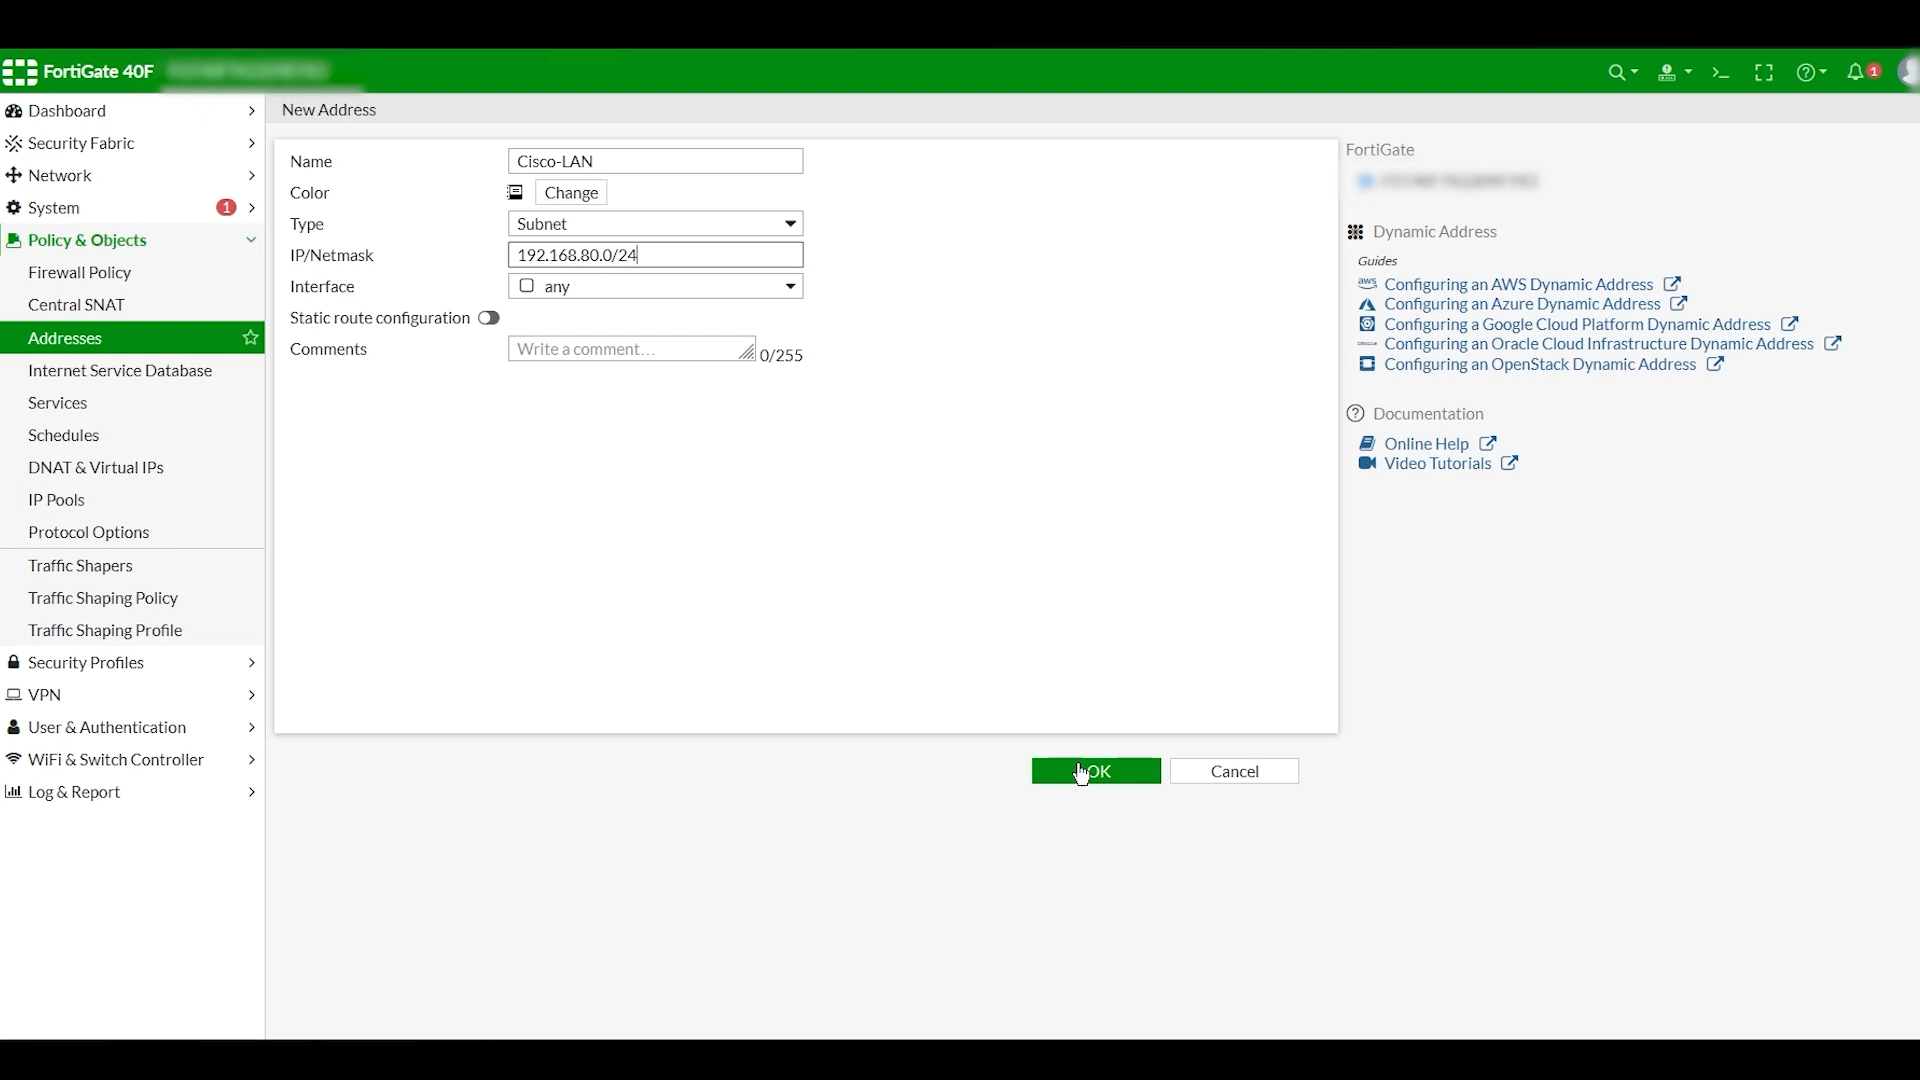 FortiGate 40F
1
Dashboard
Security Fabric
Network
System 1
Policy & Objects
Firewall Policy
Central SNAT
Addresses
Internet Service Database
Services
Schedules
DNAT & Virtual IPs
IP Pools
Protocol Options
Traffic Shapers
Traffic Shaping Policy
Traffic Shaping Profile
Security Profiles
VPN
User & Authentication
WiFi & Switch Controller
Log & Report
New Address
Name Cisco-LAN
Color Change
Type Subnet
IP/Netmask 192.168.80.0/24
Interface any
Static route configuration
Comments Write a comment... 0/255
OK Cancel
FortiGate
Dynamic Address
Guides
aws Configuring an AWS Dynamic Address
Configuring an Azure Dynamic Address
Configuring a Google Cloud Platform Dynamic Address
Configuring an Oracle Cloud Infrastructure Dynamic Address
Configuring an OpenStack Dynamic Address
Documentation
Online Help
Video Tutorials